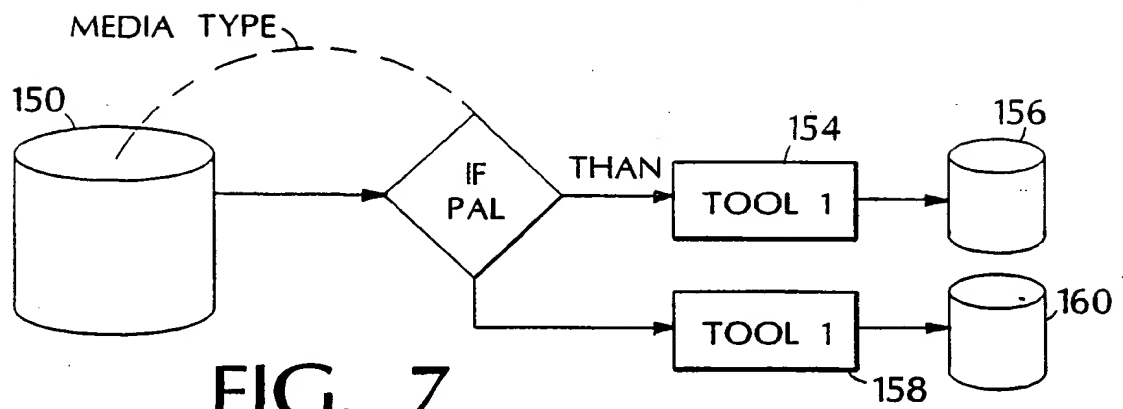 MEDIA TYPE
150
IF
PAL
THAN
154
TOOL 1
156
TOOL 1
158
160
FIG. 7